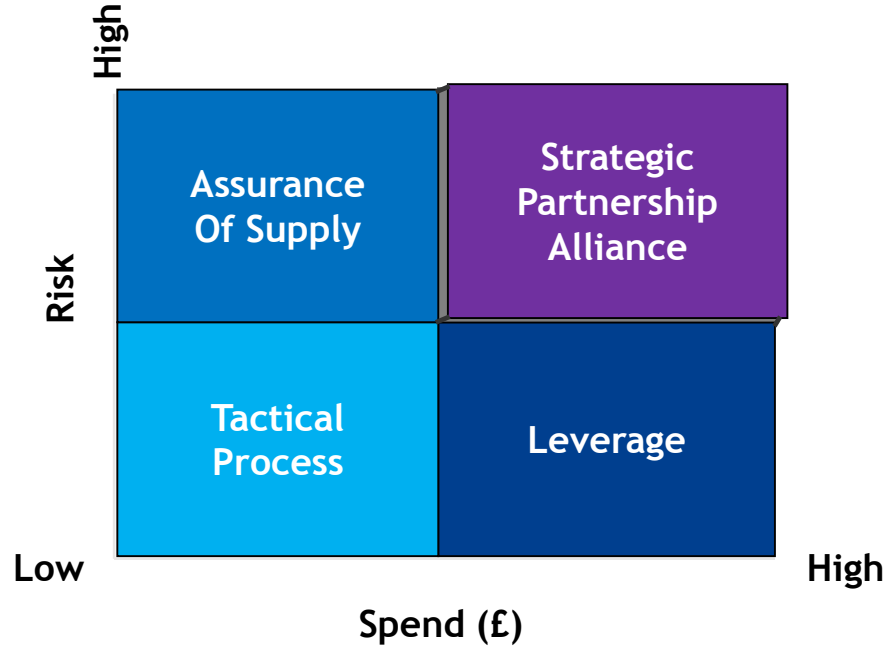 High
Assurance
Of Supply
Strategic
Partnership
Alliance
Risk
Tactical
Process
Leverage
Low
High
Spend (£)